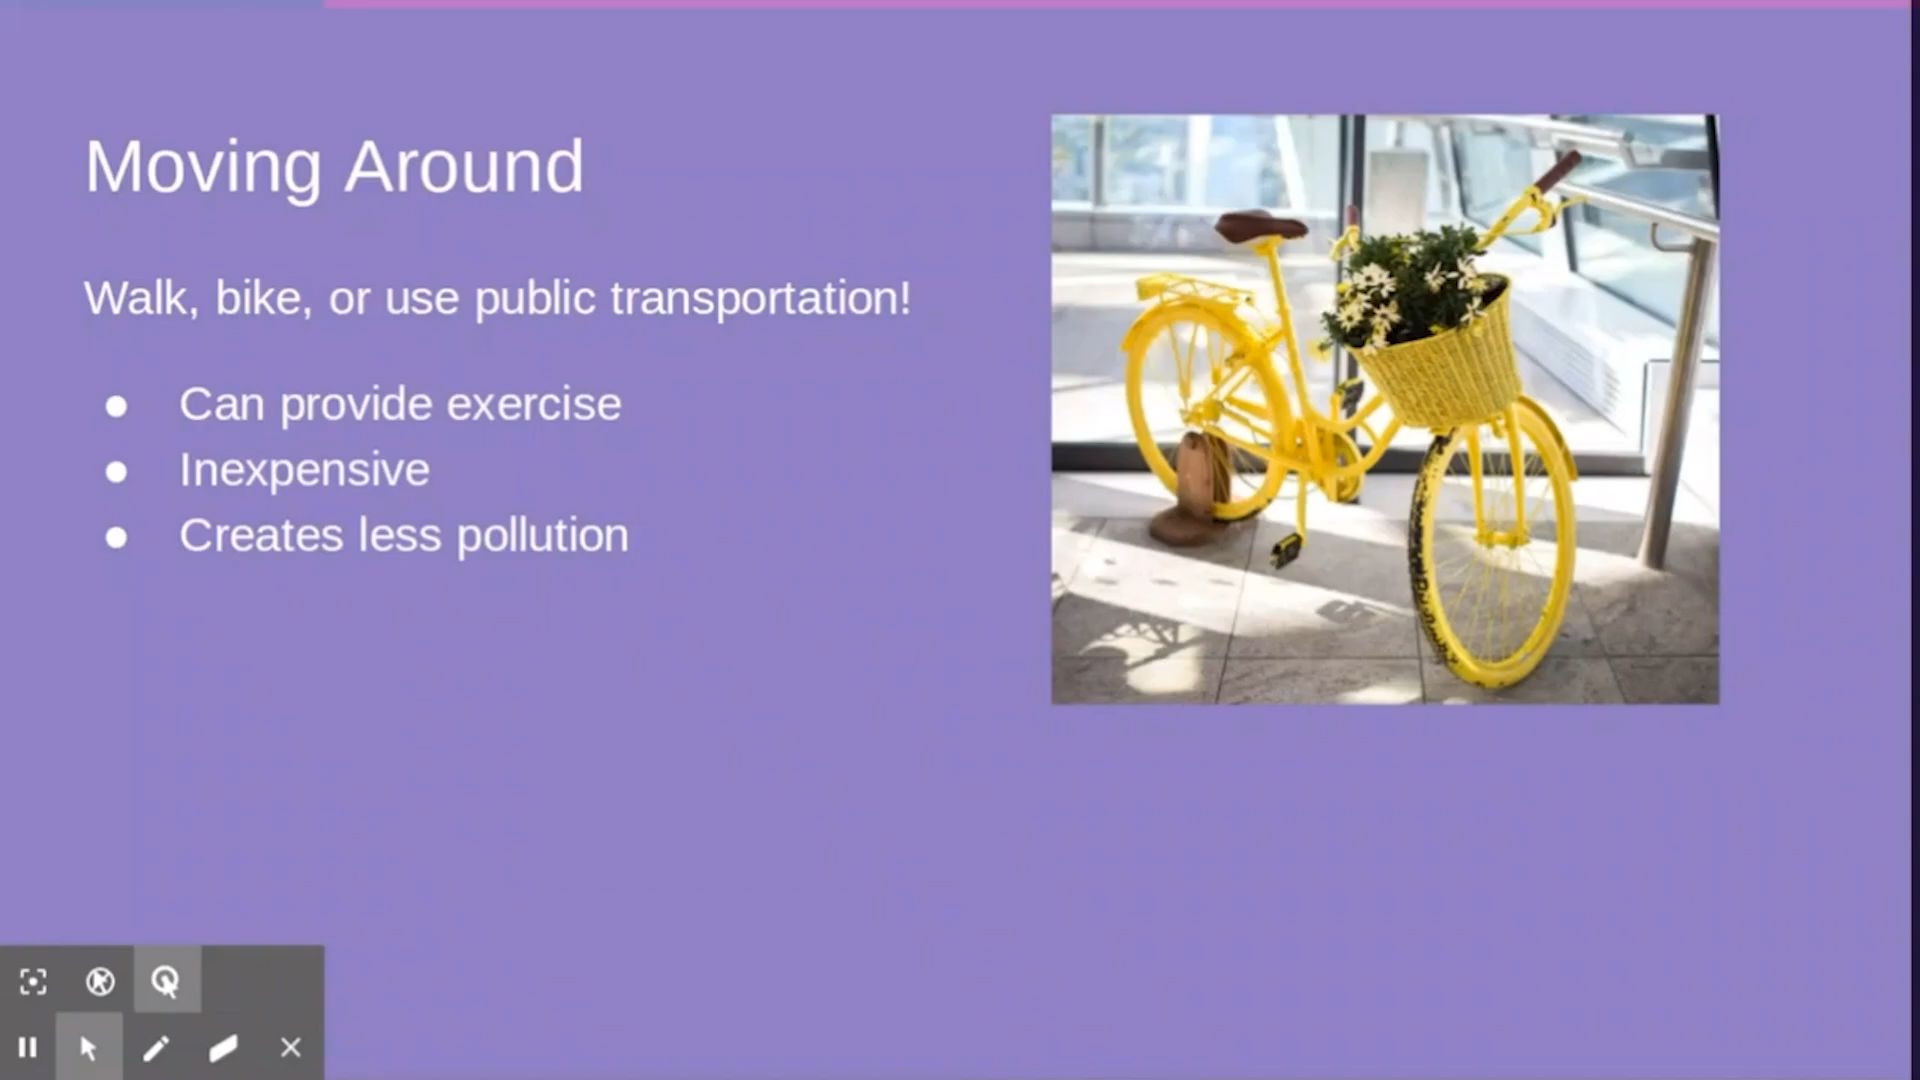 Moving Around
Walk, bike, or use public transportation!
● Can provide exercise
● Inexpensive
● Creates less pollution